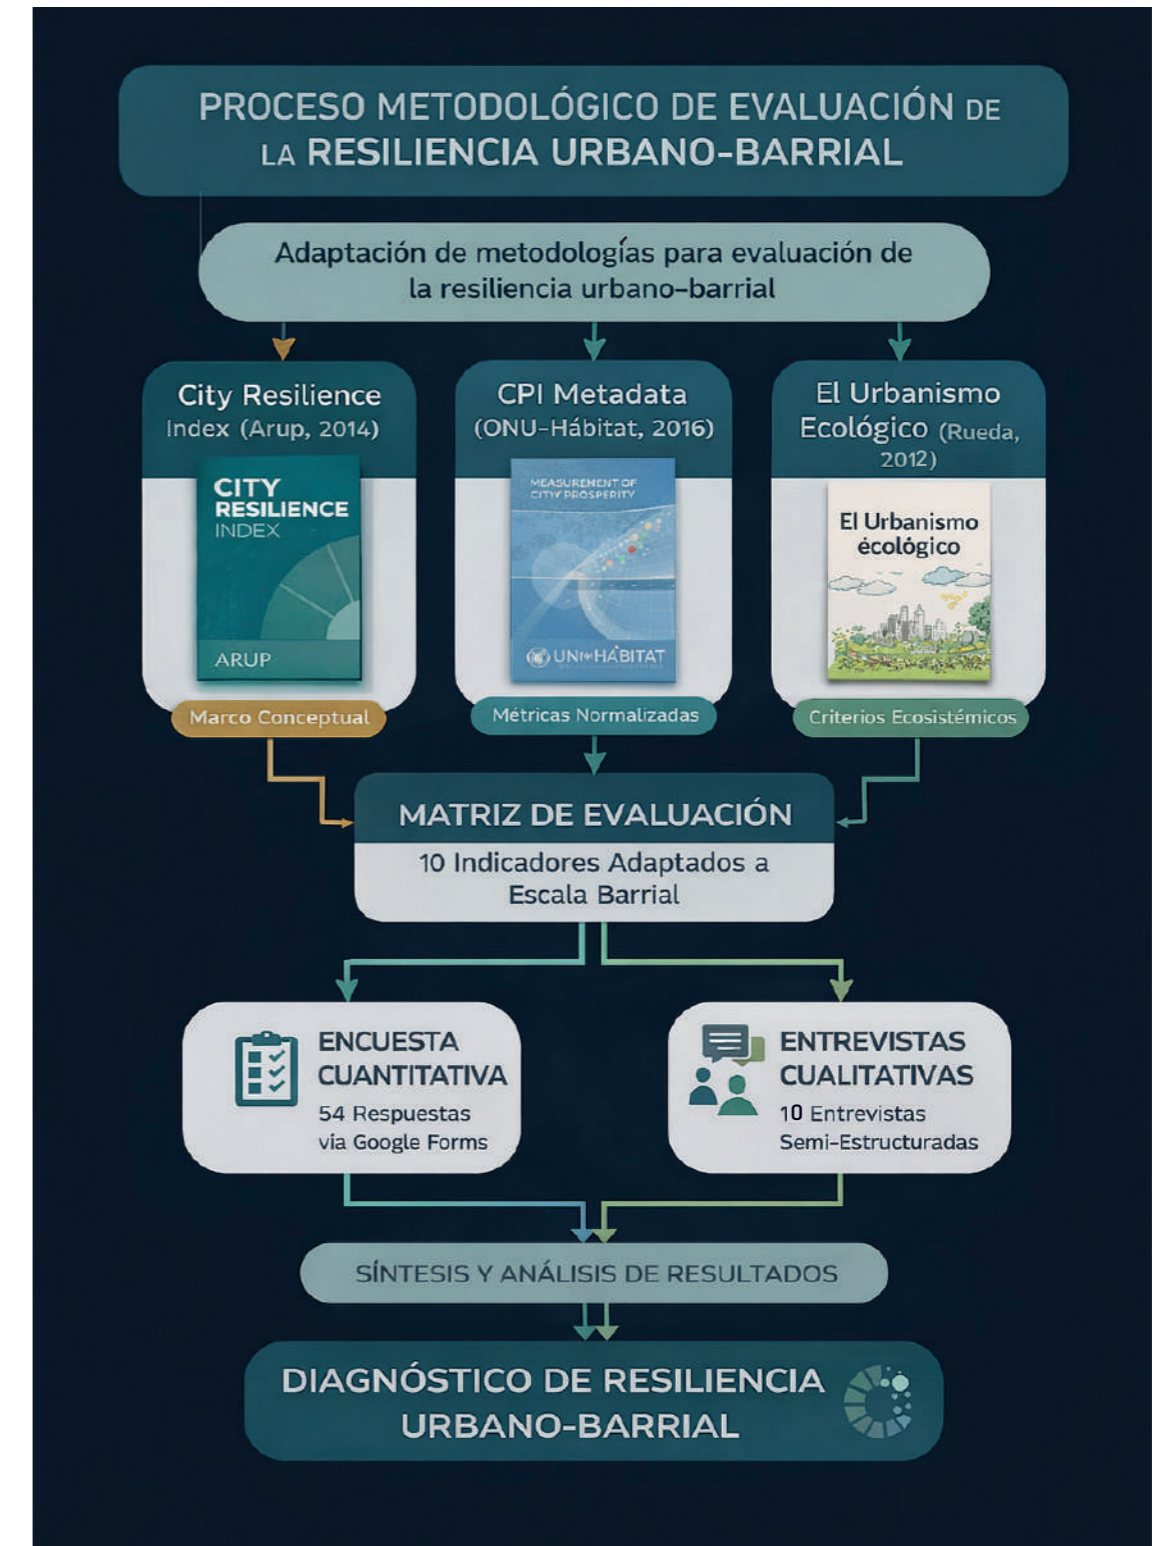 PROCESO METODOLÓGICO DE EVALUACIÓN DE
LA RESILIENCIA URBANO-BARRIAL
Adaptación de metodologías para evaluación de
la resiliencia urbano-barrial
City Resilience
Index (Arup, 2014)
CITY
RESILIENCE
INDEX
ARUP
Marco Conceptual
CPI Metadata
(ONU-Hábitat, 2016)
MEASUREMENT OF
CITY PROSPERITY
UN HÁBITAT
Métricas Normalizadas
El Urbanismo
Ecológico (Rueda,
2012)
El Urbanismo
écológico
Criterios Ecosistémicos
MATRIZ DE EVALUACIÓN
10 Indicadores Adaptados a
Escala Barrial
ENCUESTA
CUANTITATIVA
54 Respuestas
via Google Forms
ENTREVISTAS
CUALITATIVAS
10 Entrevistas
Semi-Estructuradas
SÍNTESIS Y ANÁLISIS DE RESULTADOS
DIAGNÓSTICO DE RESILIENCIA
URBANO-BARRIAL